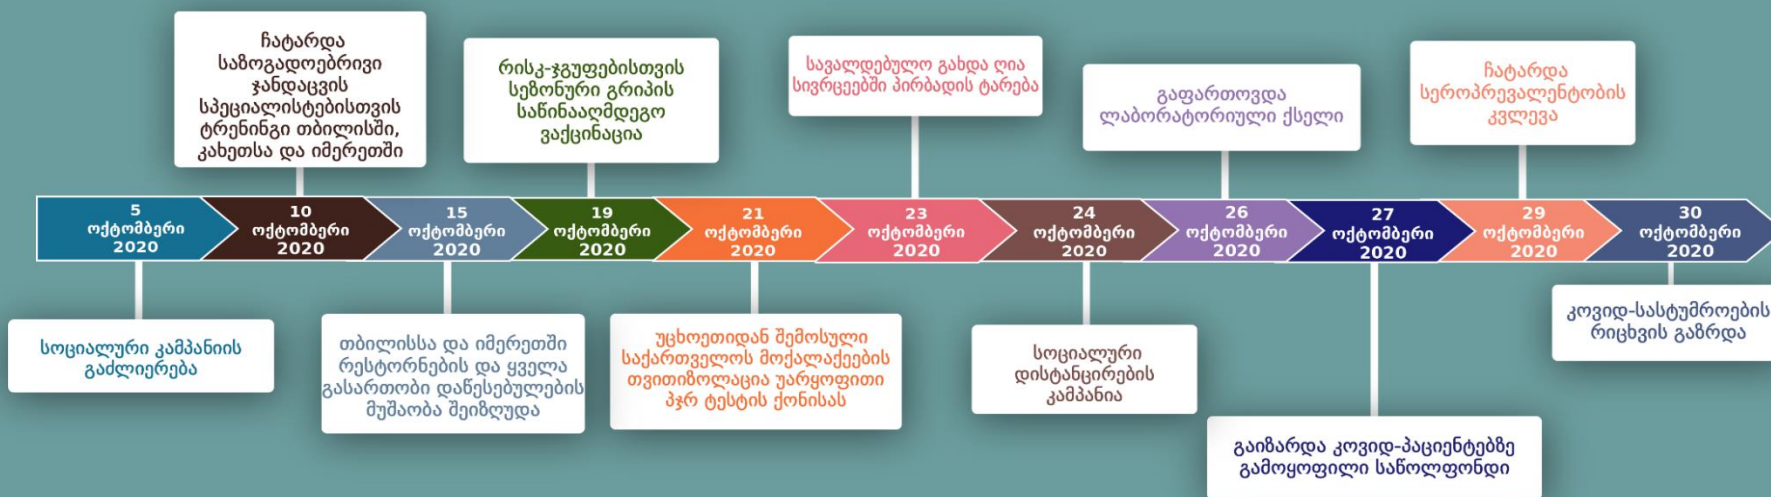 ჩატარდა
საზოგადოებრივი
ჯანდაცვის
სპეციალისტებისთვის
ტრენინგი თბილისში,
კახეთსა და იმერეთში
რისკ-ჯგუფებისთვის
სეზონური გრიპის
საწინააღმდეგო
ვაქცინაცია
სავალდებულო გახდა ღია
სივრცეებში პირბადის ტარება
გაფართოვდა
ლაბორატორიული ქსელი
ჩატარდა
სეროპრევალენტობის
კვლევა
5
ოქტომბერი
2020
10
ოქტომბერი
2020
15
ოქტომბერი
2020
19
ოქტომბერი
2020
21
ოქტომბერი
2020
23
ოქტომბერი
2020
24
ოქტომბერი
2020
26
ოქტომბერი
2020
27
ოქტომბერი
2020
29
ოქტომბერი
2020
30
ოქტომბერი
2020
სოციალური კამპანიის
გაძლიერება
თბილისსა და იმერეთში
რესტორნების და ყველა
გასართობი დაწესებულების
მუშაობა შეიზღუდა
უცხოეთიდან შემოსული
საქართველოს მოქალაქეების
თვითიზოლაცია უარყოფითი
პჯრ ტესტის ქონისას
სოციალური
დისტანცირების
კამპანია
გაიზარდა კოვიდ-პაციენტებზე
გამოყოფილი საწოლფონდი
კოვიდ-სასტუმროების
რიცხვის გაზრდა